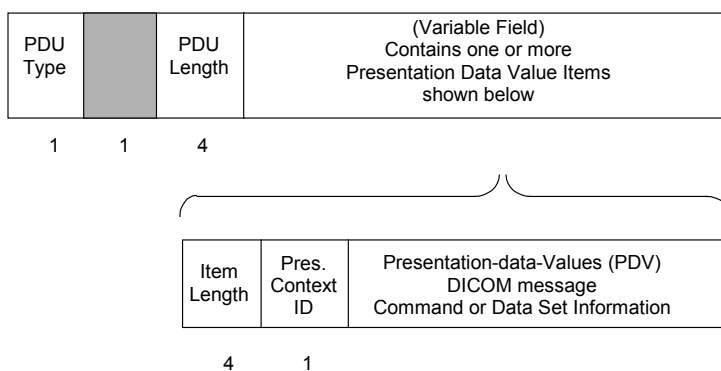 PDU
Type
PDU
Length
(Variable Field)
Contains one or more
Presentation Data Value Items
shown below
1
1
4
Item
Length
Pres.
Context
ID
Presentation-data-Values (PDV)
DICOM message
Command or Data Set Information
4
1